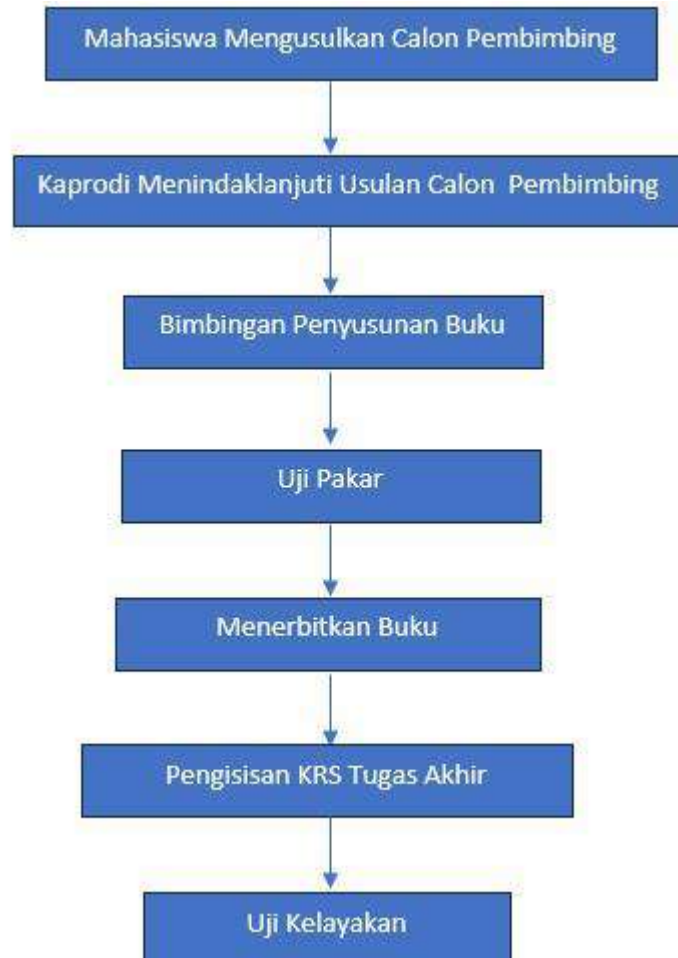 Mahasiswa Mengusulkan Calon Pembimbing
Kaprodi Menindaklanjuti Usulan Calon Pembimbing
Bimbingan Penyusunan Buku
Uji Pakar
Menerbitkan Buku
Pengisisan KRS Tugas Akhir
Uji Kelayakan